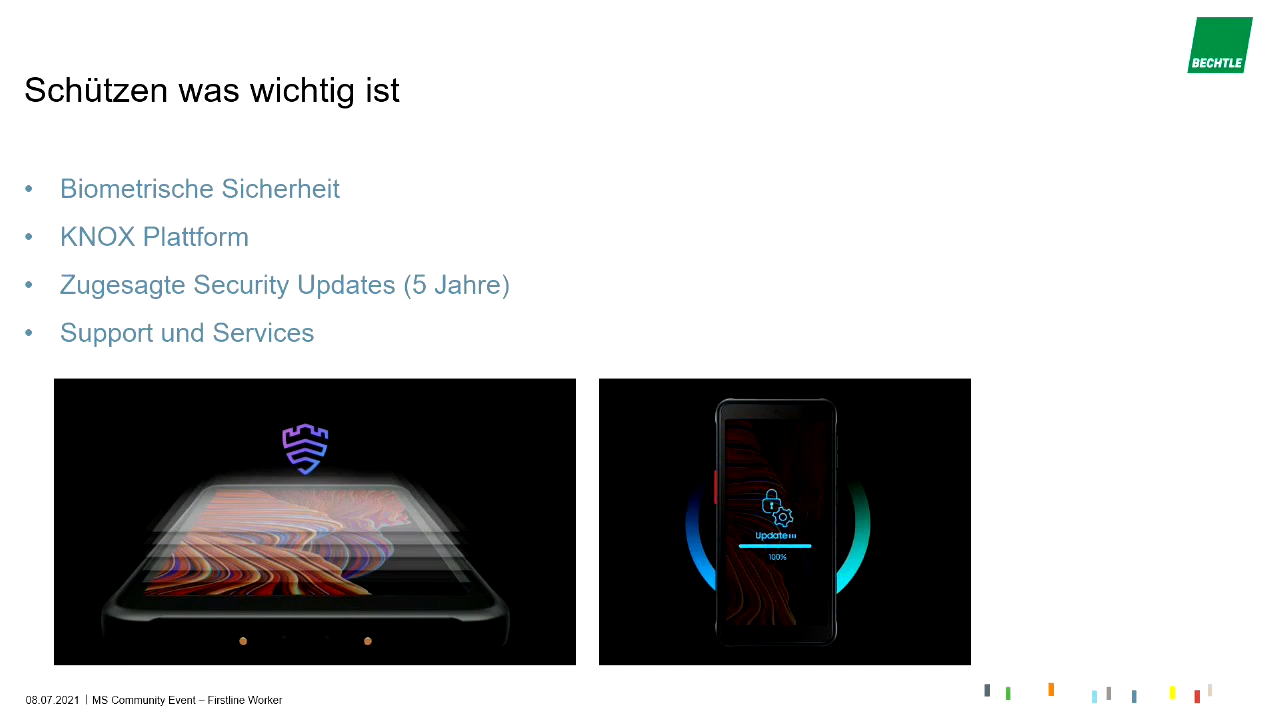 BECHTLE
Schützen was wichtig ist
• Biometrische Sicherheit
• KNOX Plattform
• Zugesagte Security Updates (5 Jahre)
• Support und Services
Update
100%
08.07.2021 | MS Community Event – Firstline Worker